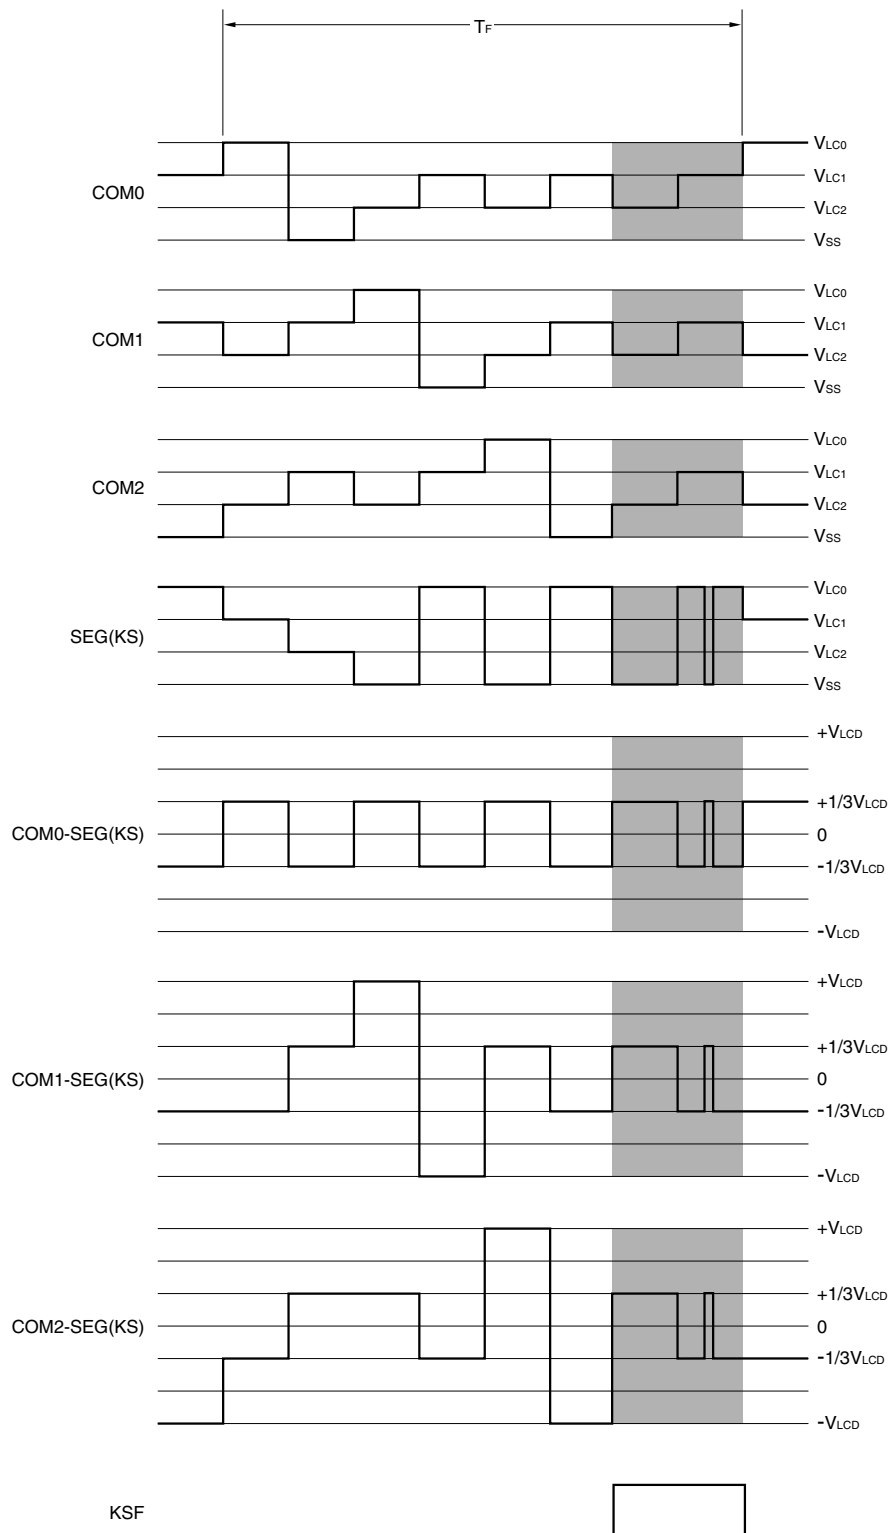 TF
COM0
VLC0
VLC1
VLC2
VSS
COM1
VLC0
VLC1
VLC2
VSS
COM2
VLC0
VLC1
VLC2
VSS
SEG(KS)
VLC0
VLC1
VLC2
VSS
COM0-SEG(KS)
+VLCD
+1/3VLCD
0
-1/3VLCD
-VLCD
COM1-SEG(KS)
+VLCD
+1/3VLCD
0
-1/3VLCD
-VLCD
COM2-SEG(KS)
+VLCD
+1/3VLCD
0
-1/3VLCD
-VLCD
KSF